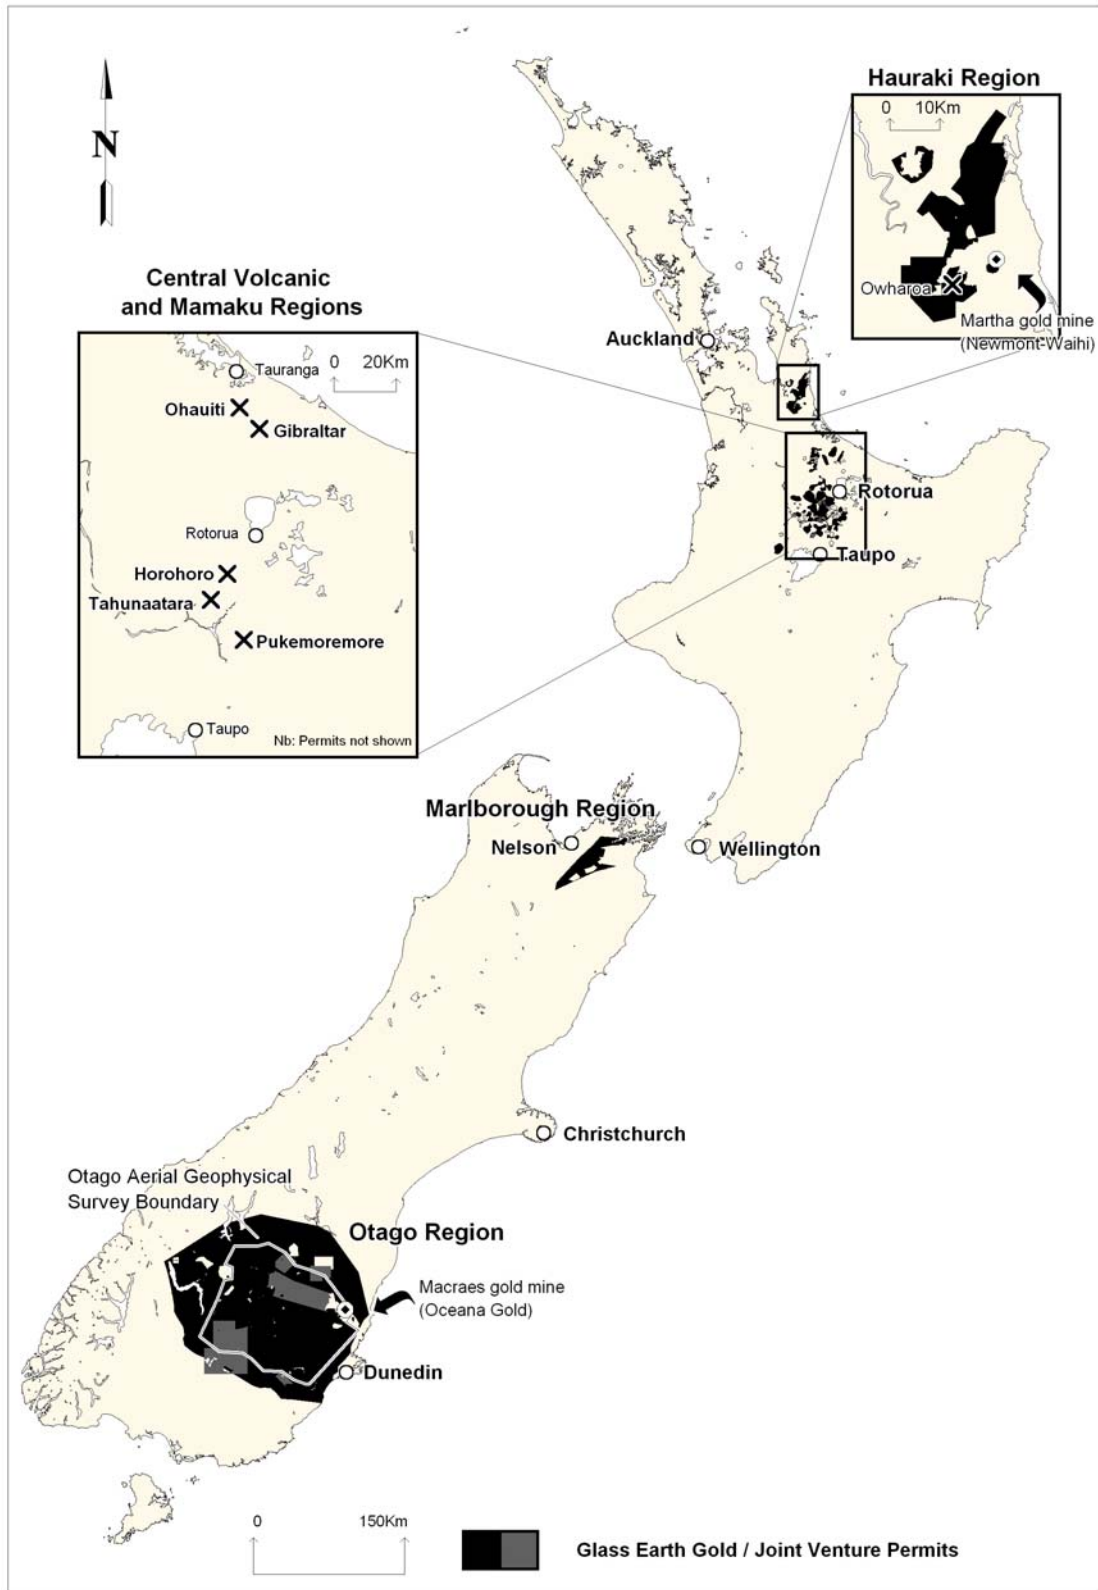 Hauraki Region
0 10Km
N
Owharoa
Martha gold mine
(Newmont-Waihi)
Central Volcanic
and Mamaku Regions
0 20Km
Tauranga
Ohauiti
Gibraltar
Rotorua
Horohoro
Tahunaatara
Pukemoremore
Taupo
Nb: Permits not shown
Auckland
Rotorua
Taupo
Marlborough Region
Nelson
Wellington
Christchurch
Otago Aerial Geophysical
Survey Boundary
Otago Region
Macraes gold mine
(Oceana Gold)
Dunedin
0 150Km
Glass Earth Gold / Joint Venture Permits